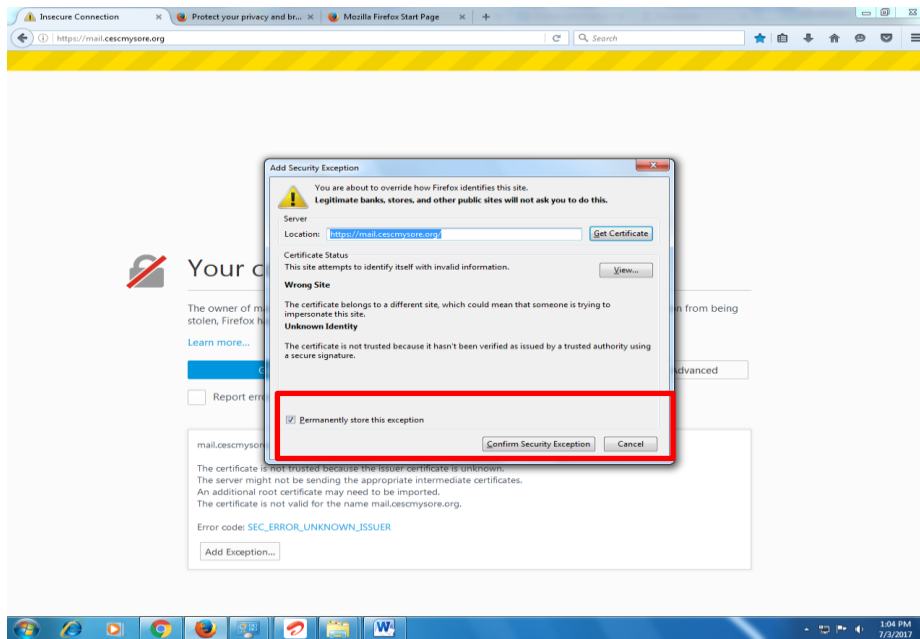 Insecure Connection
Protect your privacy and br...
Mozilla Firefox Start Page
https://mail.cescmysore.org
Search
Add Security Exception
You are about to override how Firefox identifies this site.
Legitimate banks, stores, and other public sites will not ask you to do this.
Server
Location: https://mail.cescmysore.org/
Get Certificate
Certificate Status
This site attempts to identify itself with invalid information.
View...
Wrong Site
The certificate belongs to a different site, which could mean that someone is trying to
impersonate this site.
Unknown Identity
The certificate is not trusted because it hasn't been verified as issued by a trusted authority using
a secure signature.
Permanently store this exception
Confirm Security Exception
Cancel
Your c
The owner of m
n from being
stolen, Firefox h
Learn more...
G
Advanced
Report erro
mail.cescmysor
The certificate is not trusted because the issuer certificate is unknown.
The server might not be sending the appropriate intermediate certificates.
An additional root certificate may need to be imported.
The certificate is not valid for the name mail.cescmysore.org.
Error code: SEC_ERROR_UNKNOWN_ISSUER
Add Exception...
1:04 PM
7/3/2017